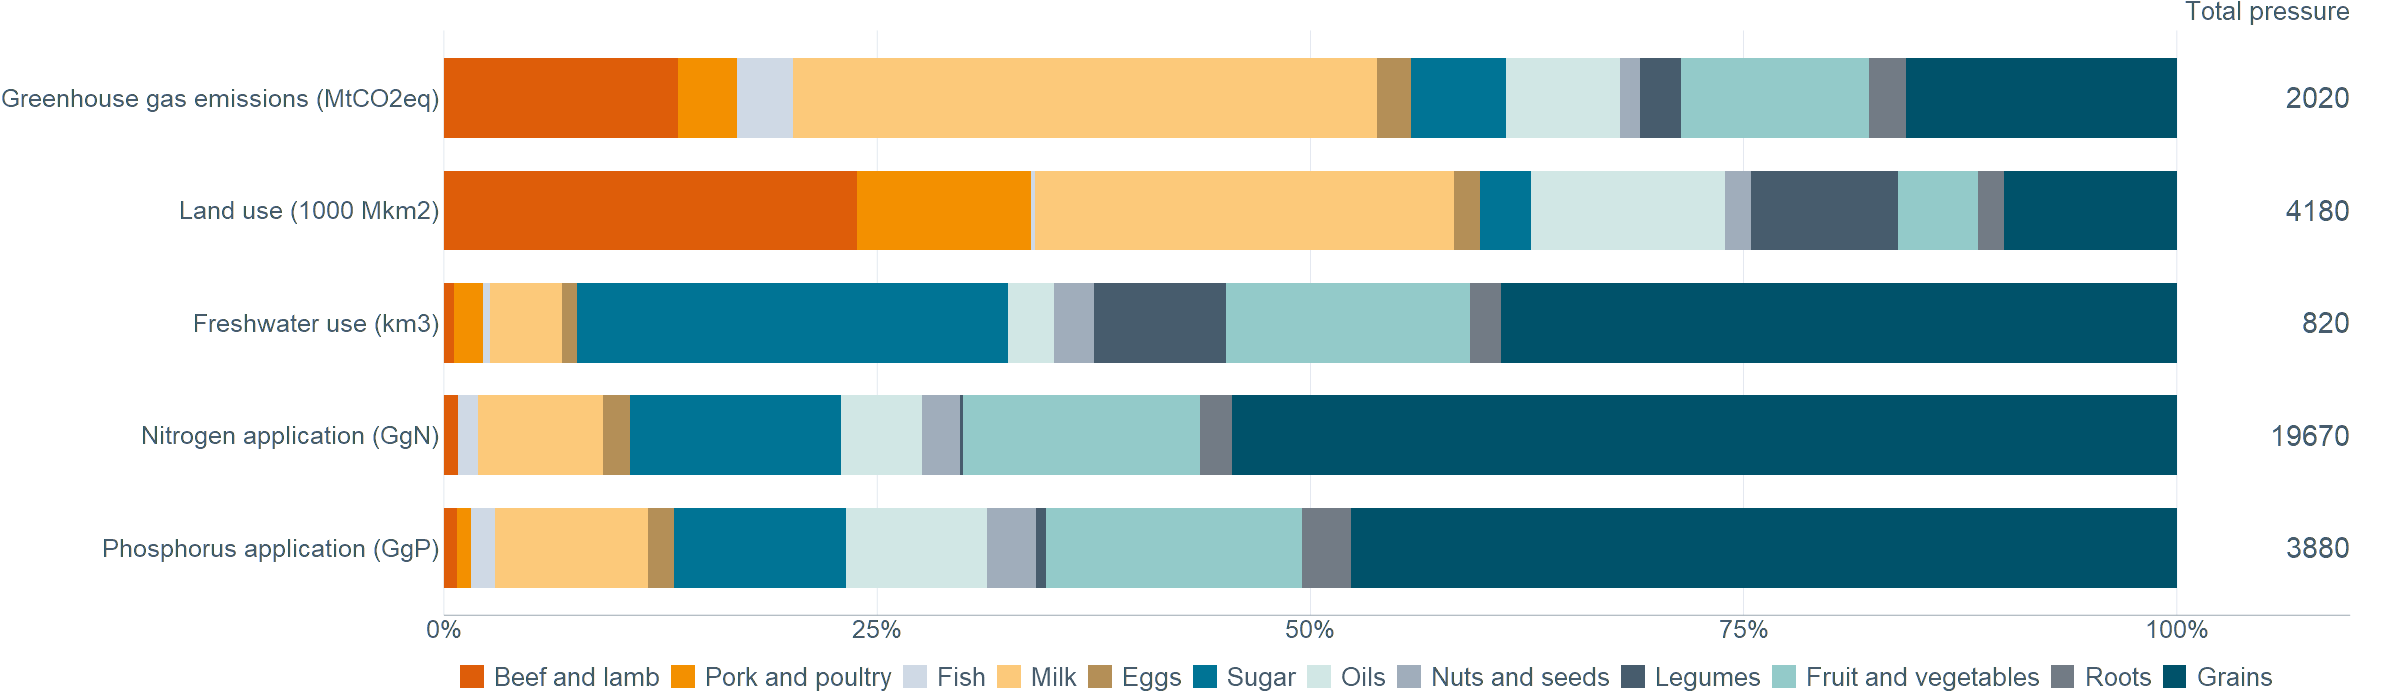 Total pressure
Greenhouse gas emissions (MtCO2eq) 2020
Land use (1000 Mkm2) 4180
Freshwater use (km3) 820
Nitrogen application (GgN) 19670
Phosphorus application (GgP) 3880
0% 25% 50% 75% 100%
Beef and lamb Pork and poultry Fish Milk Eggs Sugar Oils Nuts and seeds Legumes Fruit and vegetables Roots Grains